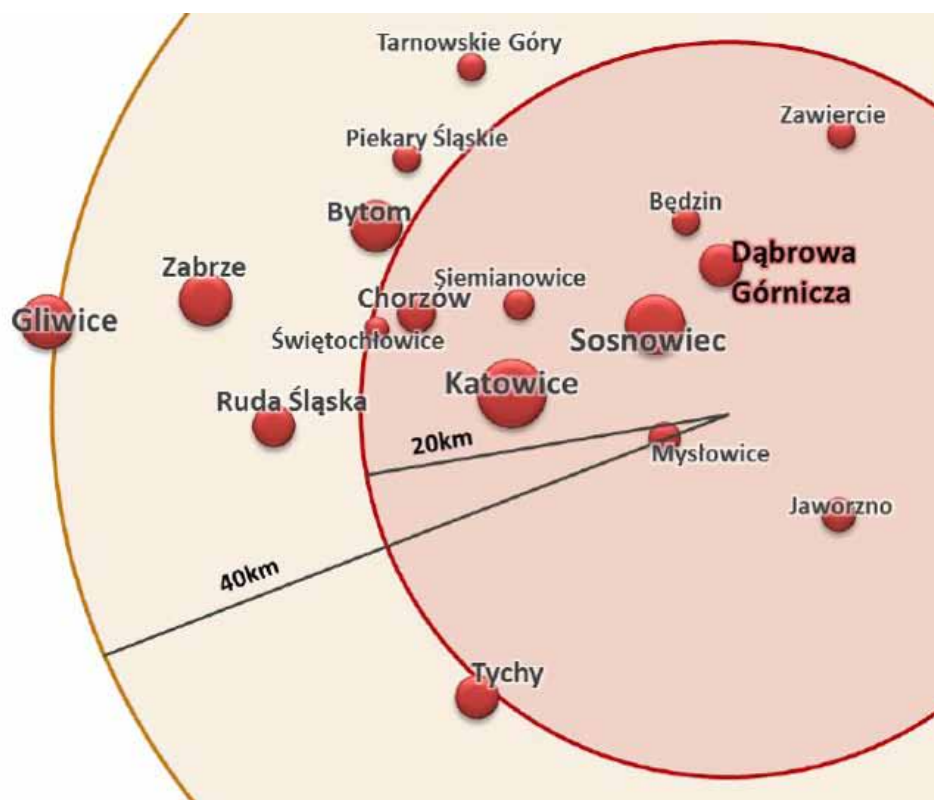 Tarnowskie Góry
Zawiercie
Piekary Śląskie
Będzin
Bytom
Dąbrowa
Górnicza
Zabrze
Siemianowice
Chorzów
Gliwice
Świętochłowice
Sosnowiec
Katowice
Ruda Śląska
20km
Mysłowice
Jaworzno
40km
Tychy